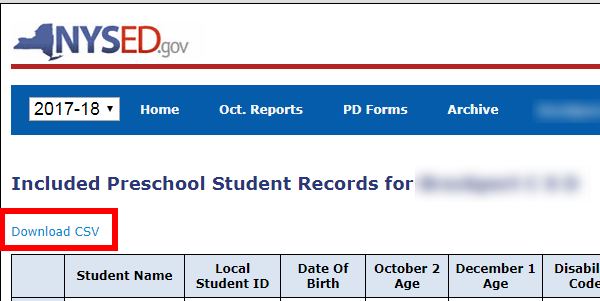 NYSED.gov
2017-18 Home Oct. Reports PD Forms Archive
Included Preschool Student Records for
Download CSV
Student Name Local Student ID Date Of Birth October 2 Age December 1 Age Disabili Code